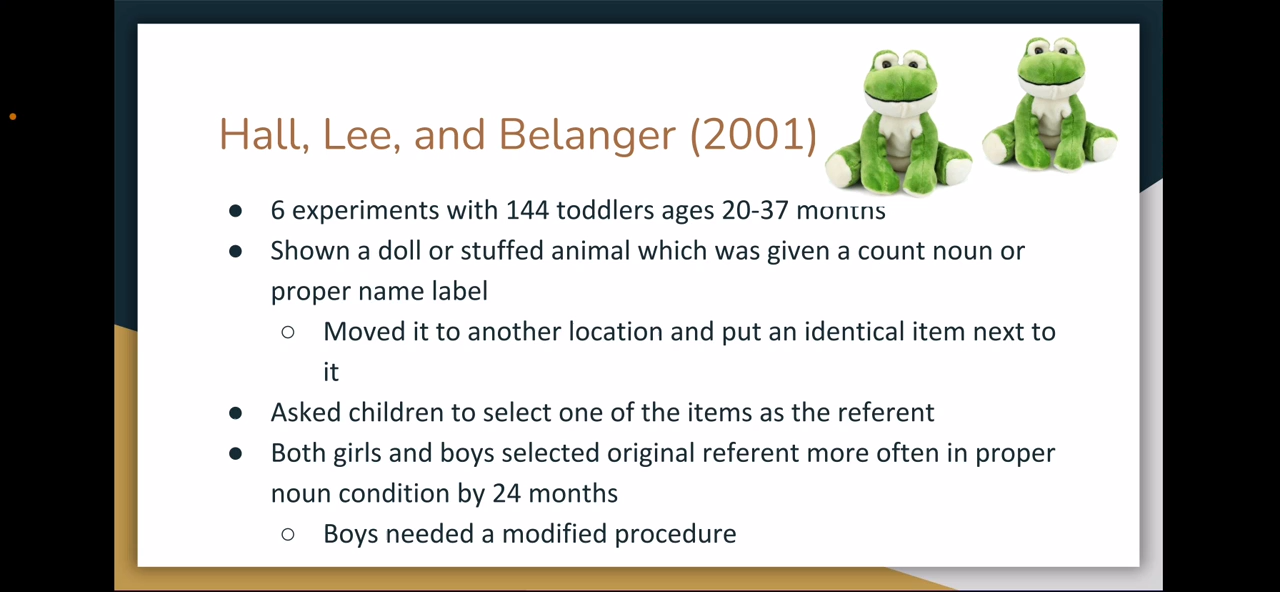 Hall, Lee, and Belanger (2001)
● 6 experiments with 144 toddlers ages 20-37 months
● Shown a doll or stuffed animal which was given a count noun or
proper name label
○ Moved it to another location and put an identical item next to
it
● Asked children to select one of the items as the referent
● Both girls and boys selected original referent more often in proper
noun condition by 24 months
○ Boys needed a modified procedure